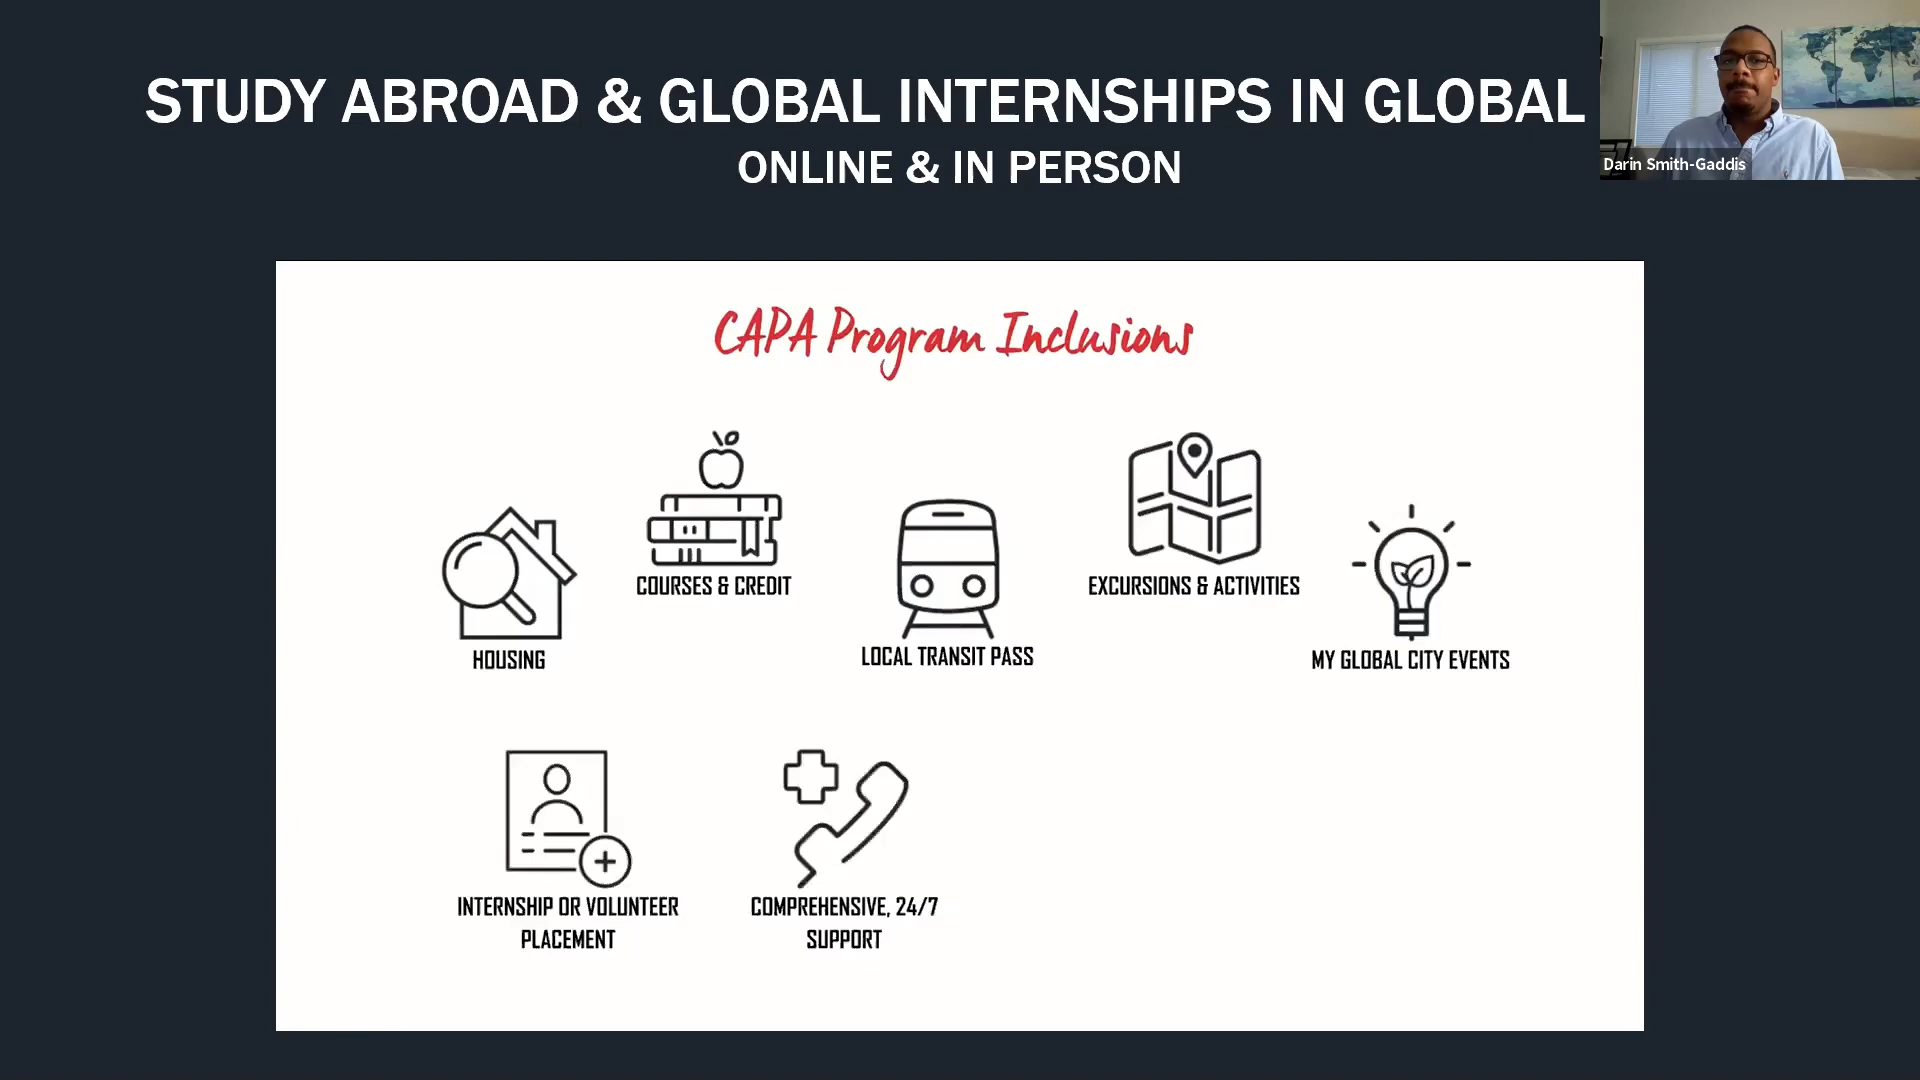 STUDY ABROAD & GLOBAL INTERNSHIPS IN GLOBAL
ONLINE & IN PERSON
Darin Smith-Gaddis
CAPA Program Inclusions
COURSES & CREDIT
EXCURSIONS & ACTIVITIES
HOUSING
LOCAL TRANSIT PASS
MY GLOBAL CITY EVENTS
INTERNSHIP OR VOLUNTEER
PLACEMENT
COMPREHENSIVE, 24/7
SUPPORT